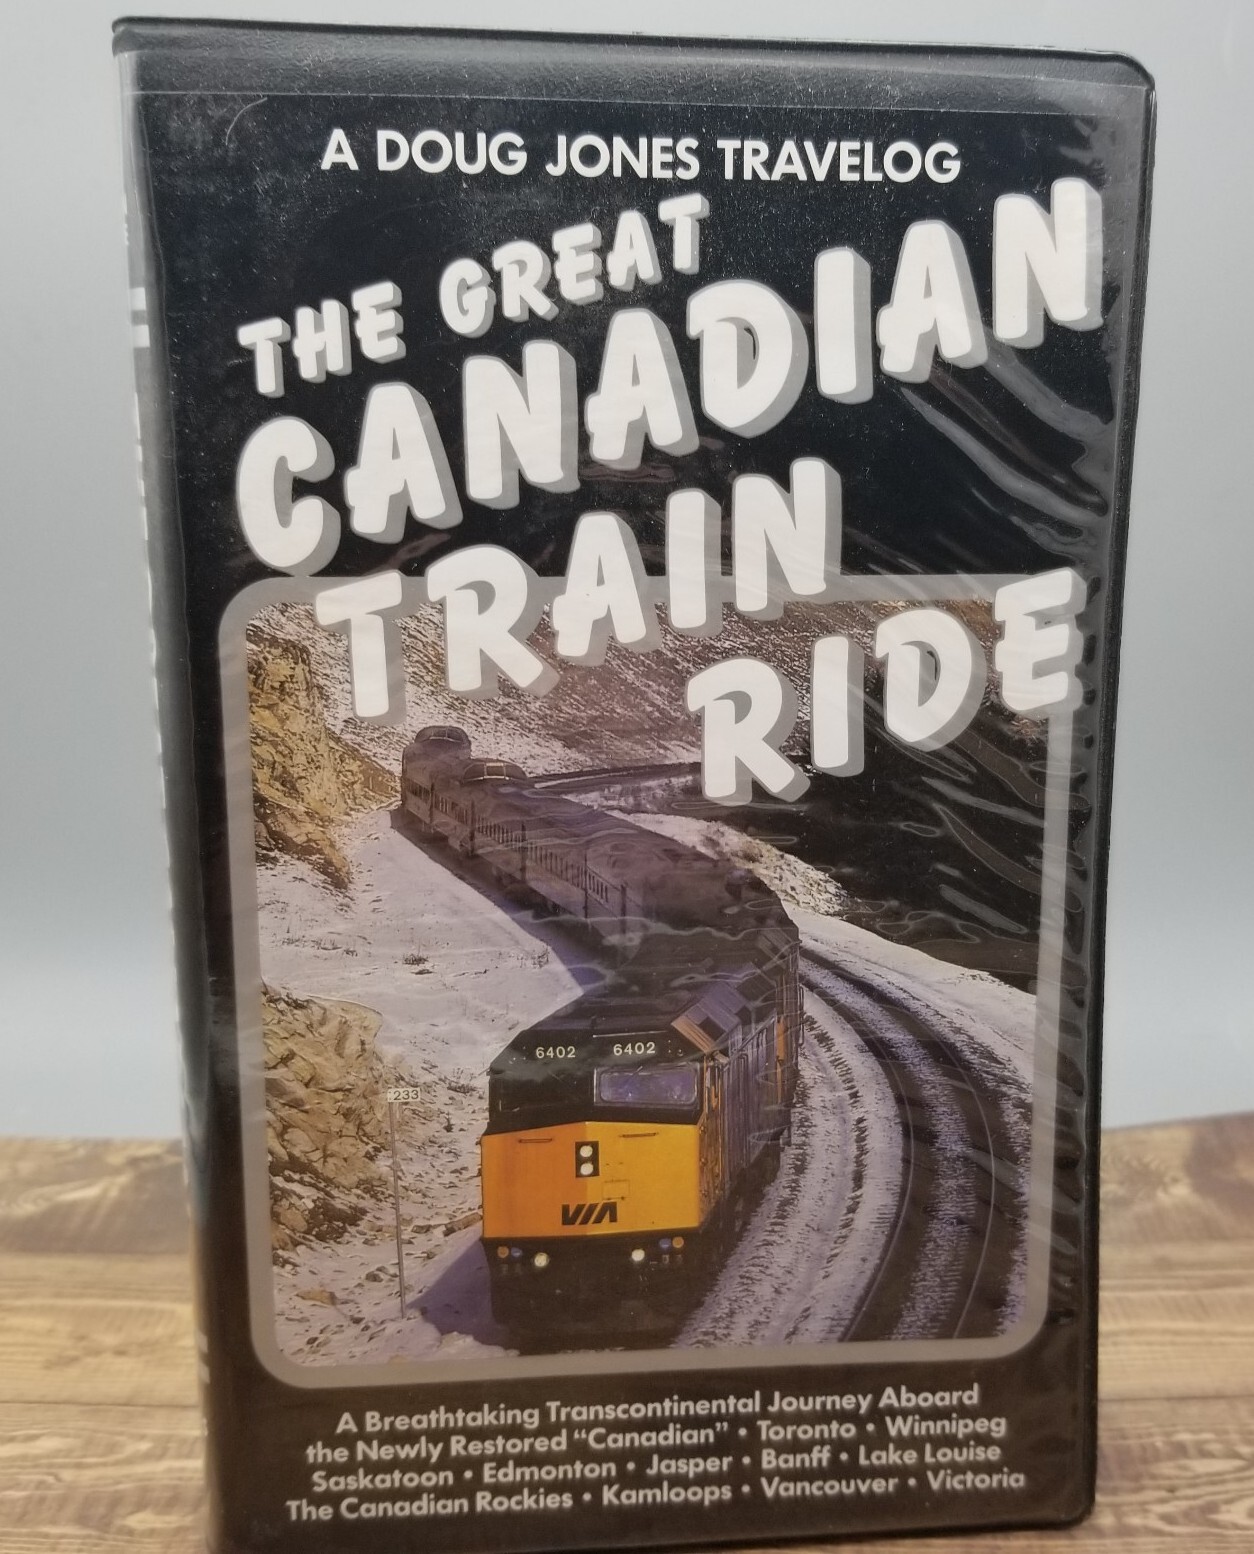 A DOUG JONES TRAVELOG
THE GREAT
CANADIAN
TRAIN
RIDE
6402 6402
233
VIA
A Breathtaking Transcontinental Journey Aboard
the Newly Restored “Canadian” • Toronto • Winnipeg
Saskatoon • Edmonton • Jasper • Banff • Lake Louise
The Canadian Rockies • Kamloops • Vancouver • Victoria